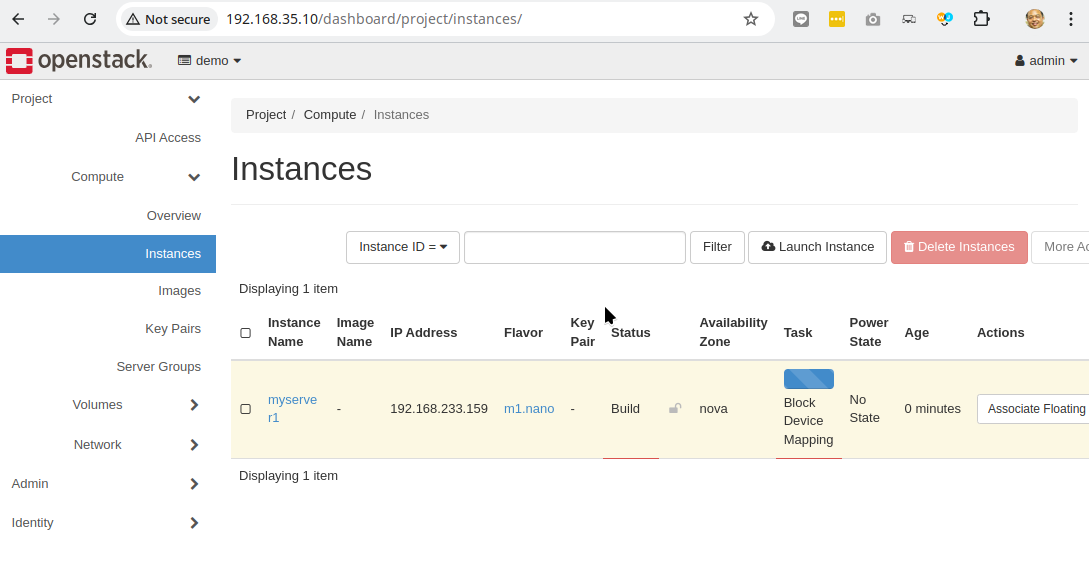 Not secure 192.168.35.10/dashboard/project/instances/
openstack. demo admin
Project
API Access
Compute
Overview
Instances
Images
Key Pairs
Server Groups
Volumes
Network
Admin
Identity
Project / Compute / Instances
Instances
Instance ID = Filter Launch Instance Delete Instances More Ac
Displaying 1 item
Instance Name Image Name IP Address Flavor Key Pair Status Availability Zone Task Power State Age Actions
myserve
r1 - 192.168.233.159 m1.nano - Build nova Block Device Mapping No State 0 minutes Associate Floating
Displaying 1 item